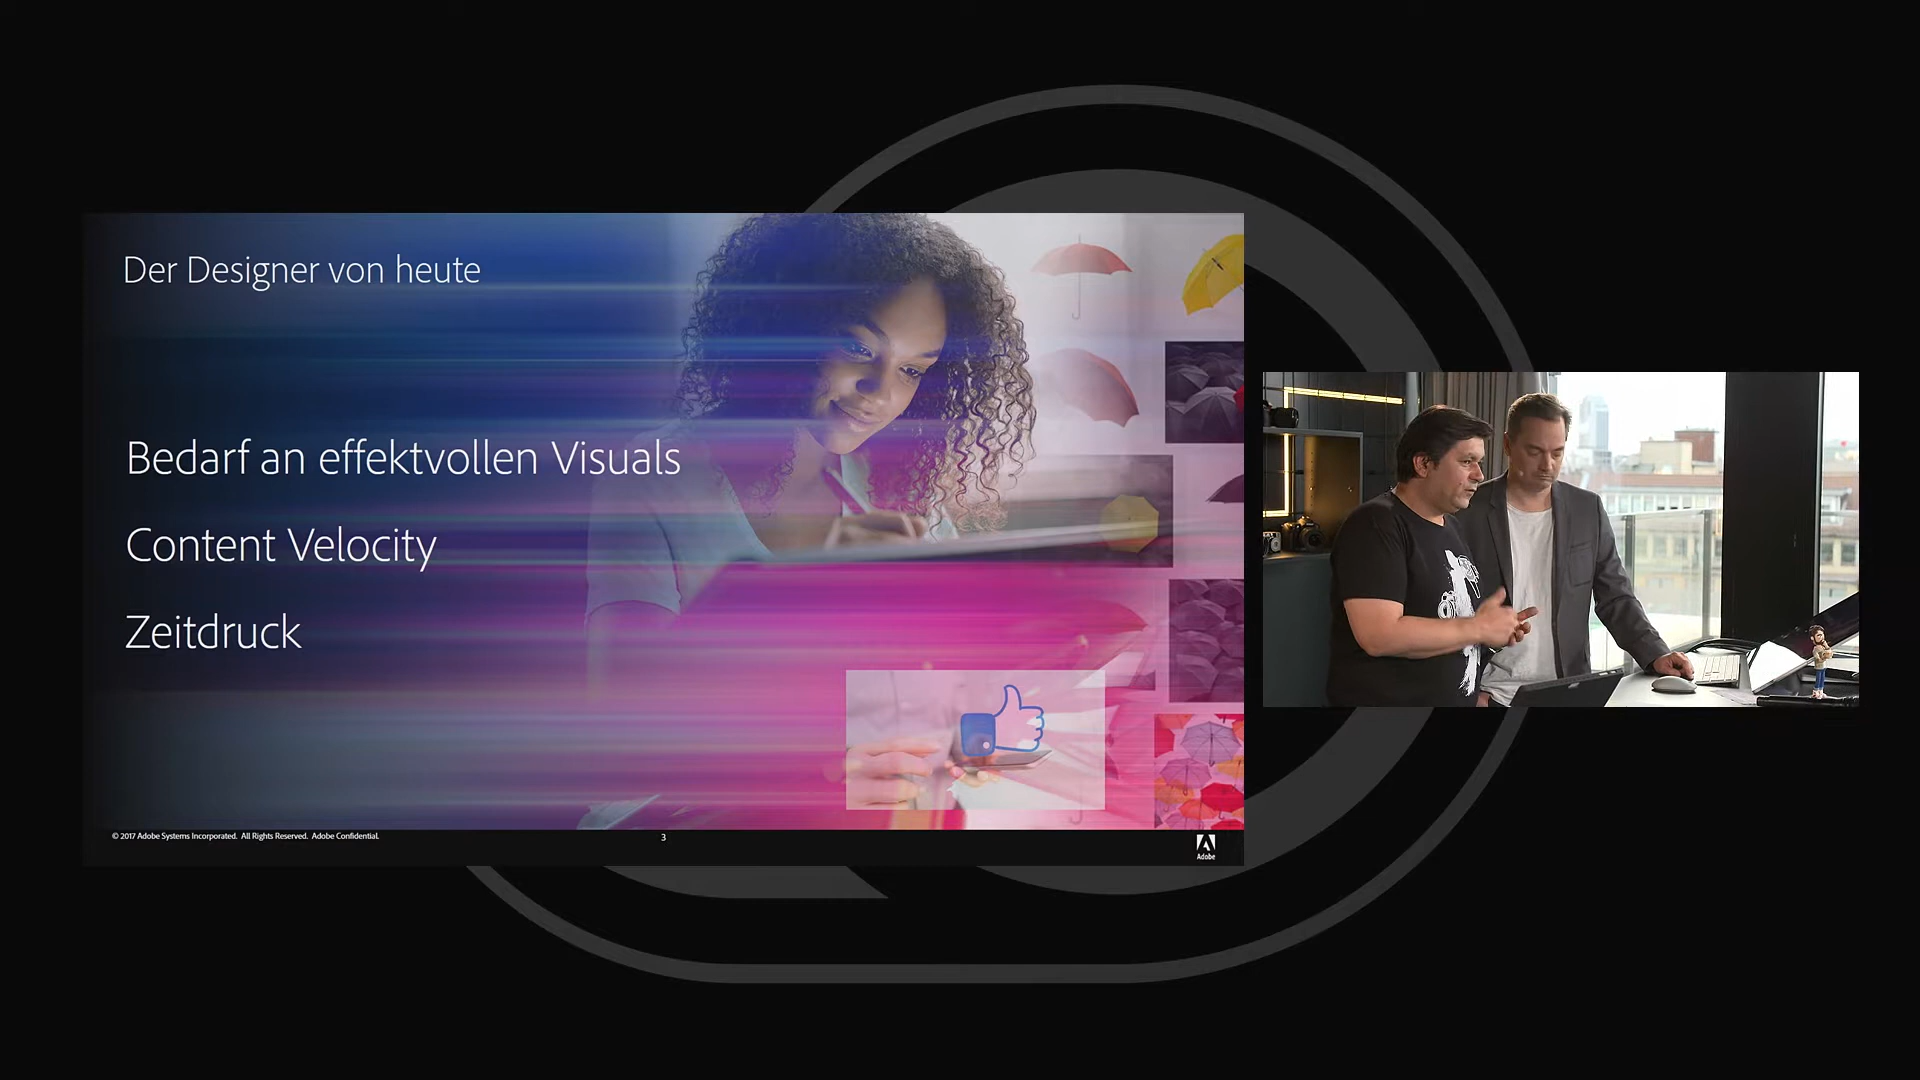 Der Designer von heute
Bedarf an effektvollen Visuals
Content Velocity
Zeitdruck
© 2017 Adobe Systems Incorporated. All Rights Reserved. Adobe Confidential.
3
Adobe